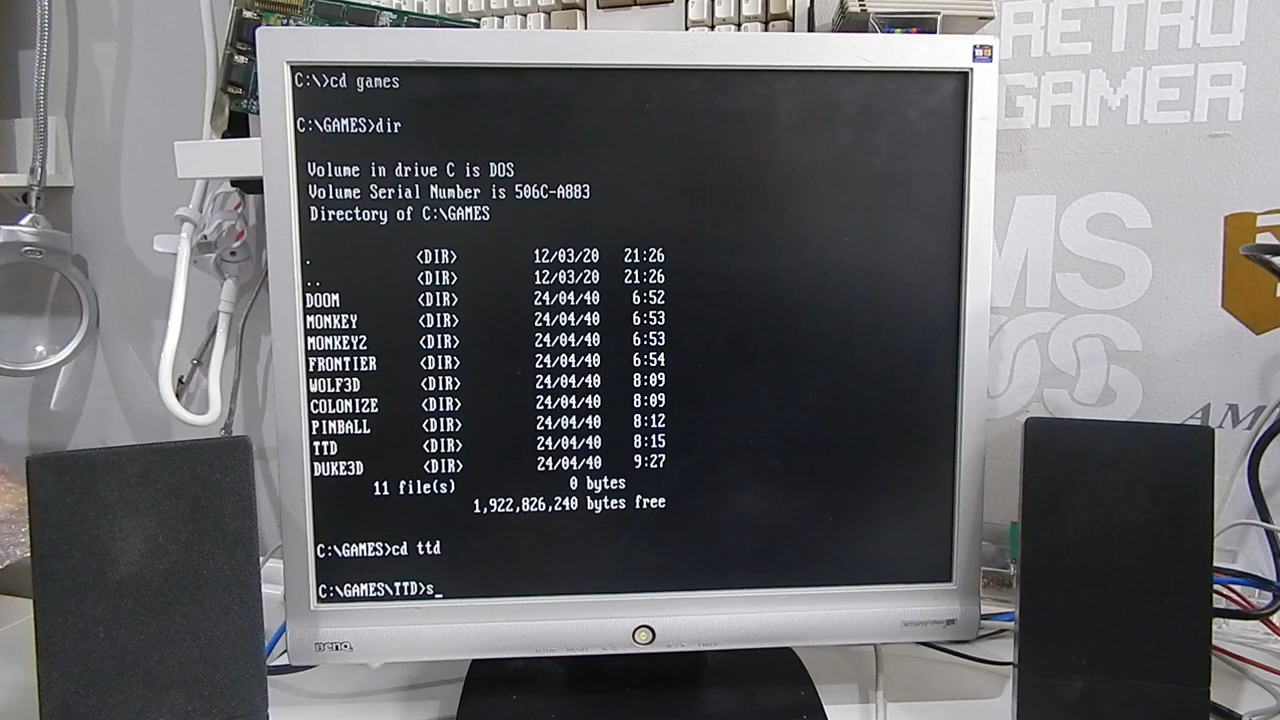 RETRO
GAMER
C:\>cd games
C:\GAMES>dir
Volume in drive C is DOS
Volume Serial Number is 506C-A883
Directory of C:\GAMES
. <DIR> 12/03/20 21:26
.. <DIR> 12/03/20 21:26
DOOM <DIR> 24/04/40 6:52
MONKEY <DIR> 24/04/40 6:53
MONKEY2 <DIR> 24/04/40 6:53
FRONTIER <DIR> 24/04/40 6:54
WOLF3D <DIR> 24/04/40 8:09
COLONIZE <DIR> 24/04/40 8:09
PINBALL <DIR> 24/04/40 8:12
TTD <DIR> 24/04/40 8:15
DUKE3D <DIR> 24/04/40 9:27
11 file(s) 0 bytes
1,922,826,240 bytes free
C:\GAMES>cd ttd
C:\GAMES\TTD>s_
MS
DOS
AM
BenQ